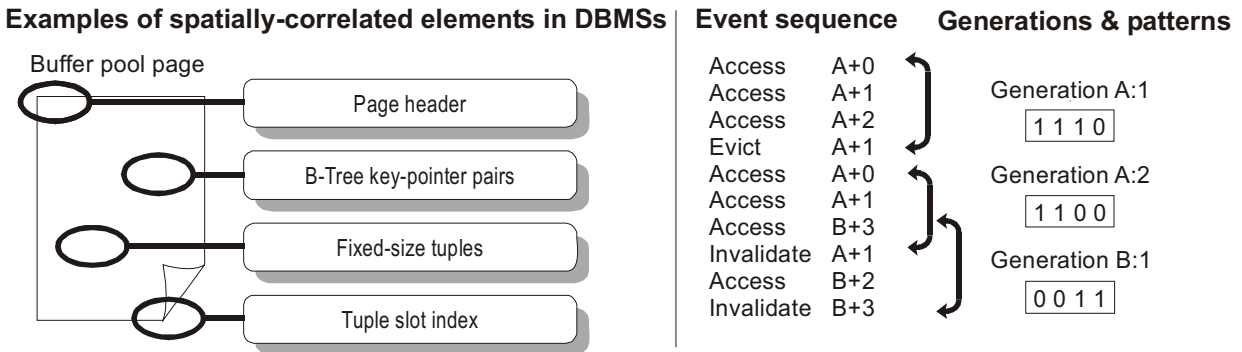 Examples of spatially-correlated elements in DBMSs
Buffer pool page
Page header
B-Tree key-pointer pairs
Fixed-size tuples
Tuple slot index
Event sequence
Access A+0
Access A+1
Access A+2
Evict A+1
Access A+0
Access A+1
Access B+3
Invalidate A+1
Access B+2
Invalidate B+3
Generations & patterns
Generation A:1
1 1 1 0
Generation A:2
1 1 0 0
Generation B:1
0 0 1 1